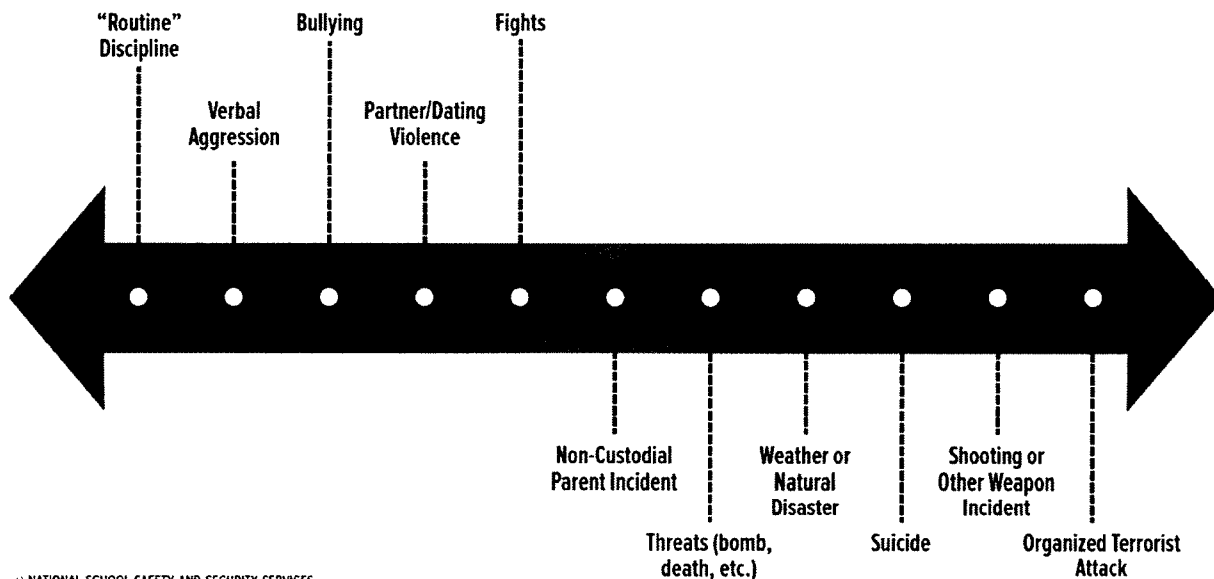 “Routine”
Discipline
Verbal
Aggression
Bullying
Partner/Dating
Violence
Fights
Non-Custodial
Parent Incident
Threats (bomb,
death, etc.)
Weather or
Natural
Disaster
Suicide
Shooting or
Other Weapon
Incident
Organized Terrorist
Attack
NATIONAL SCHOOL SAFETY AND SECURITY SERVICES